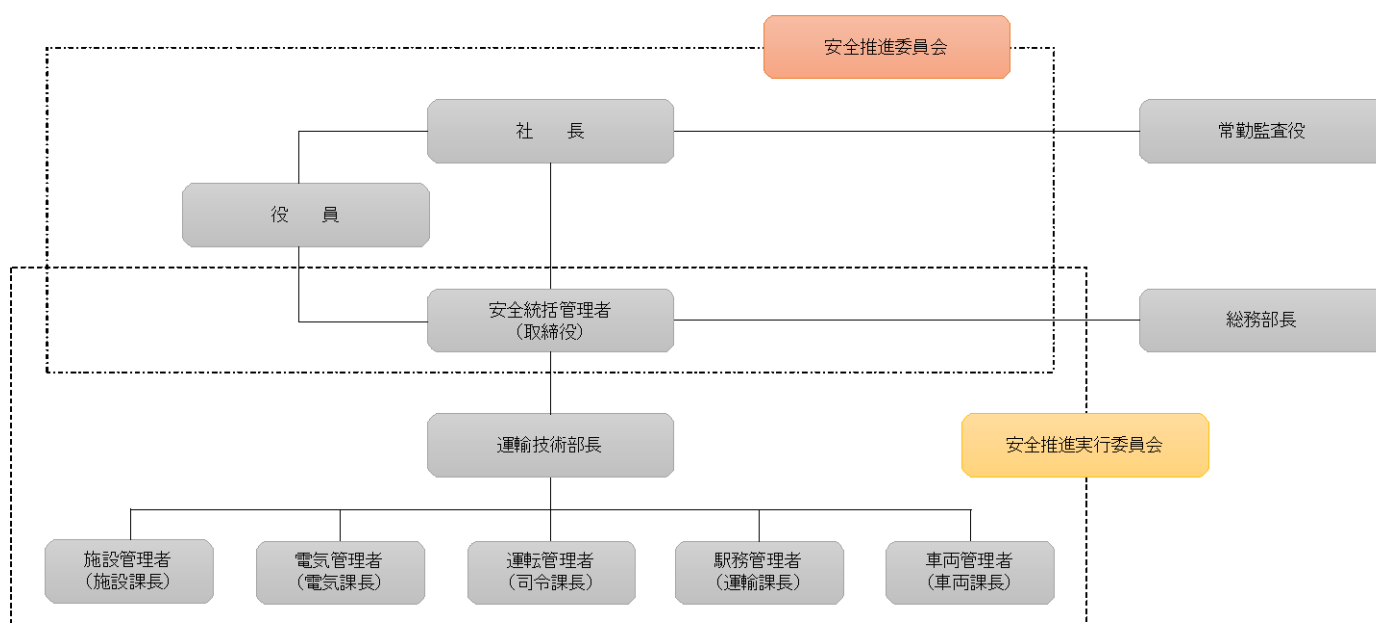 安全推進委員会
社　　長
常勤監査役
役　　員
安全統括管理者
（取締役）
総務部長
運輸技術部長
安全推進実行委員会
施設管理者
（施設課長）
電気管理者
（電気課長）
運転管理者
（司令課長）
駅務管理者
（運輸課長）
車両管理者
（車両課長）